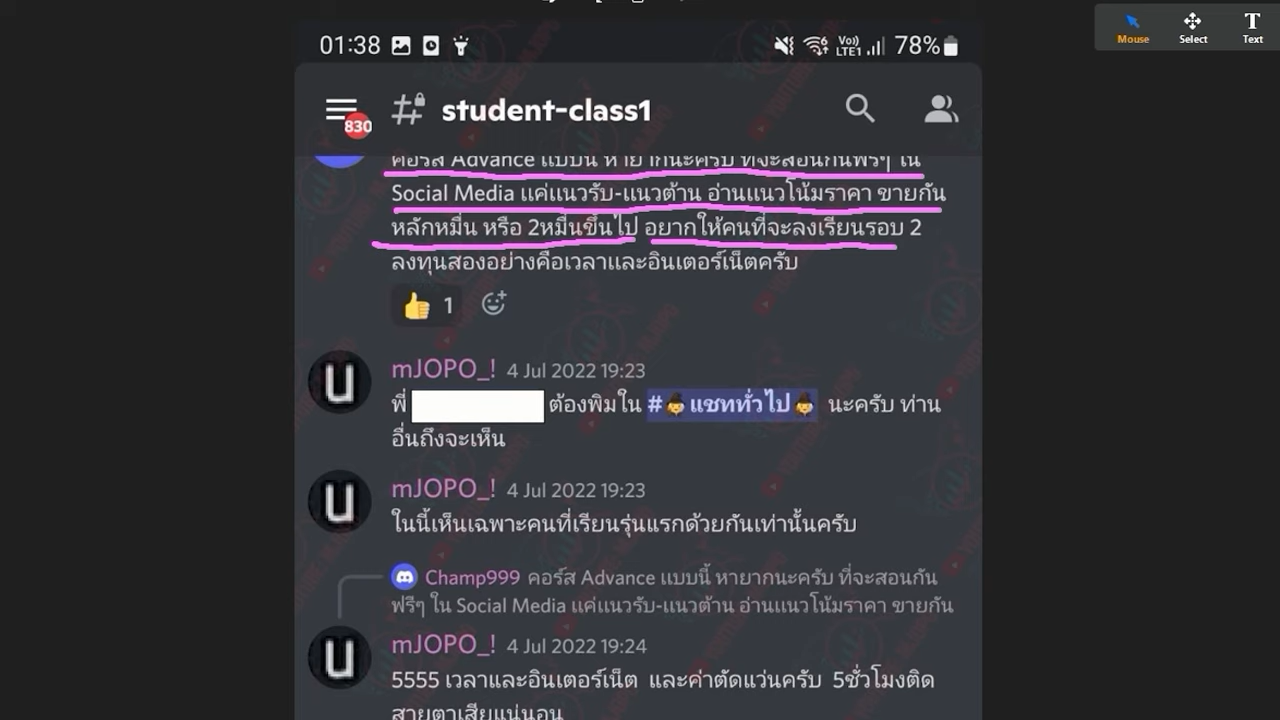 Mouse
Select
Text
01:38
Vo))
LTE1
78%
student-class1
830
คอร์ส Advance แบบนี้ หายากนะครับ ที่จะสอนกันฟรีๆ ใน
Social Media แค่แนวรับ-แนวต้าน อ่านแนวโน้มราคา ขายกัน
หลักหมื่น หรือ 2หมื่นขึ้นไป อยากให้คนที่จะลงเรียนรอบ 2
ลงทุนสองอย่างคือเวลาและอินเตอร์เน็ตครับ
1
mJOPO_! 4 Jul 2022 19:23
พี่ ต้องพิมใน #แชททั่วไป นะครับ ท่าน
อื่นถึงจะเห็น
mJOPO_! 4 Jul 2022 19:23
ในนี้เห็นเฉพาะคนที่เรียนรุ่นแรกด้วยกันเท่านั้นครับ
Champ999 คอร์ส Advance แบบนี้ หายากนะครับ ที่จะสอนกัน
ฟรีๆ ใน Social Media แค่แนวรับ-แนวต้าน อ่านแนวโน้มราคา ขายกัน
mJOPO_! 4 Jul 2022 19:24
5555 เวลาและอินเตอร์เน็ต และค่าตัดแว่นครับ 5ชั่วโมงติด
สายตาเสียแน่นอน